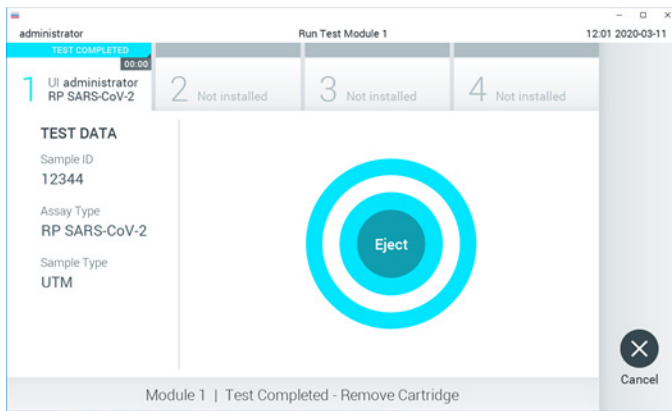 administrator
Run Test Module 1
12:01 2020-03-11
TEST COMPLETED
00:00
1
UI administrator
RP SARS-CoV-2
2 Not installed
3 Not installed
4 Not installed
TEST DATA
Sample ID
12344
Assay Type
RP SARS-CoV-2
Sample Type
UTM
Eject
Cancel
Module 1 | Test Completed - Remove Cartridge